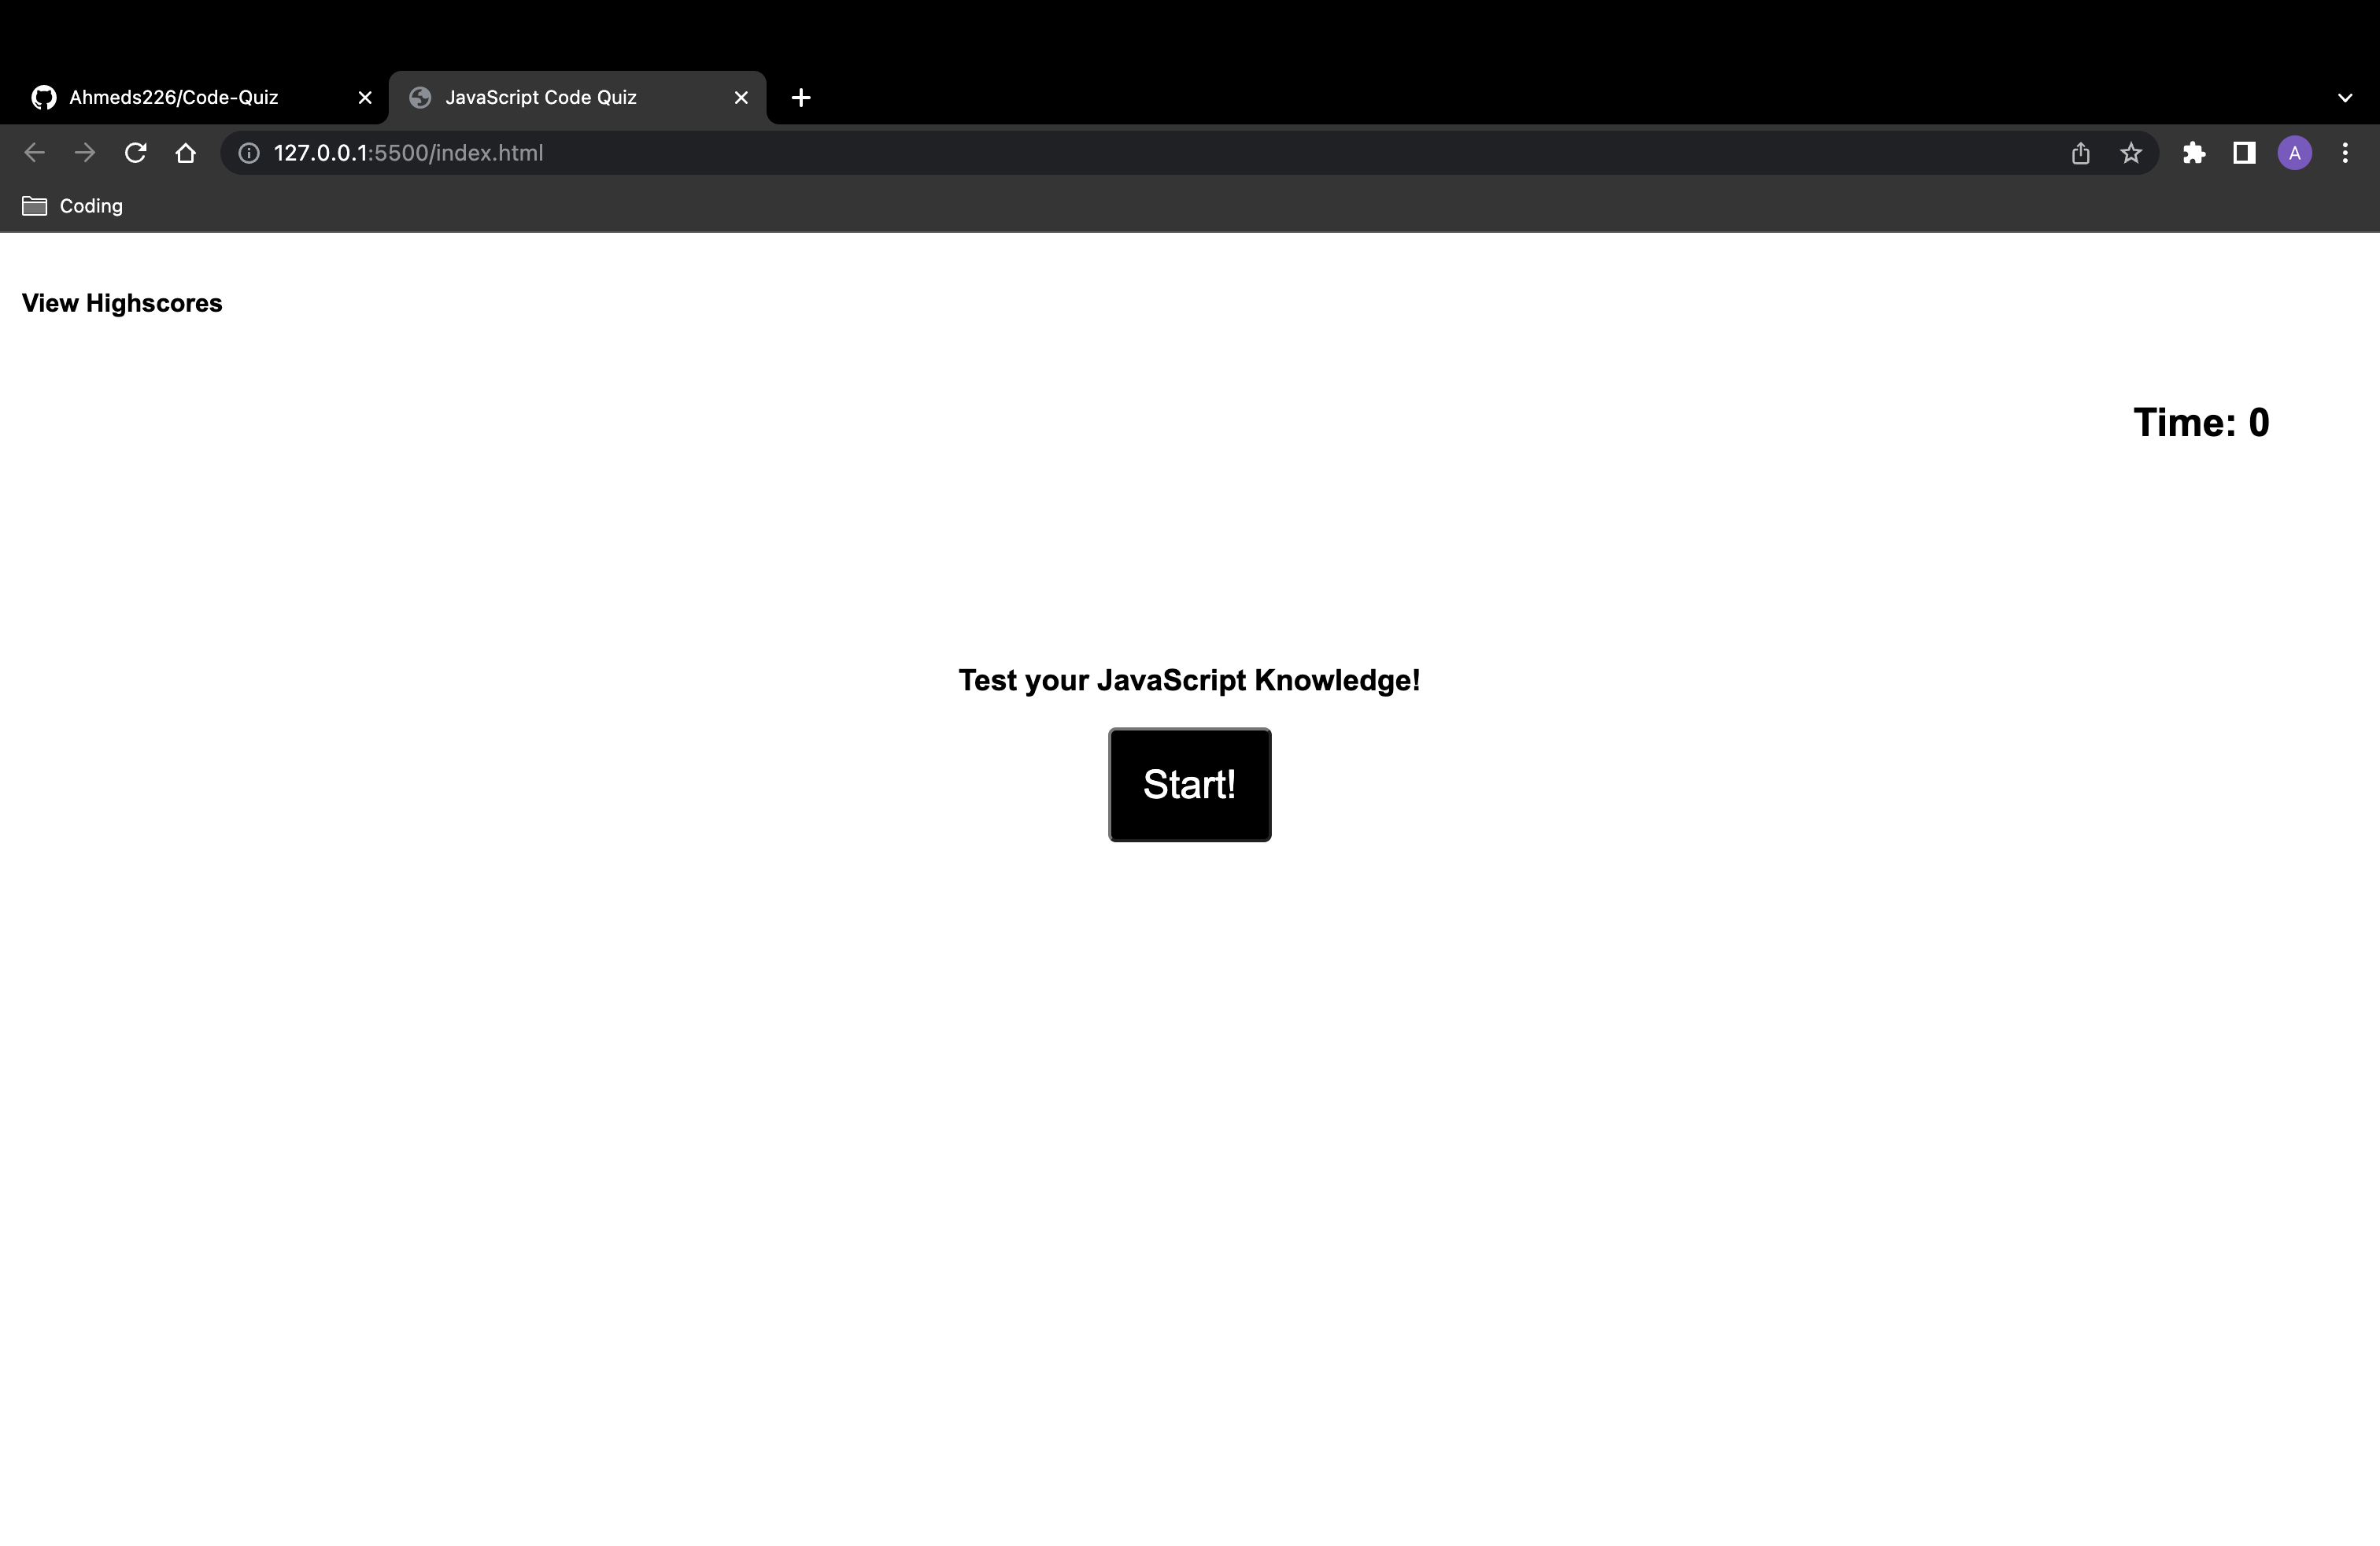 Ahmeds226/Code-Quiz
JavaScript Code Quiz
127.0.0.1:5500/index.html
A
Coding
View Highscores
Time: 0
Test your JavaScript Knowledge!
Start!